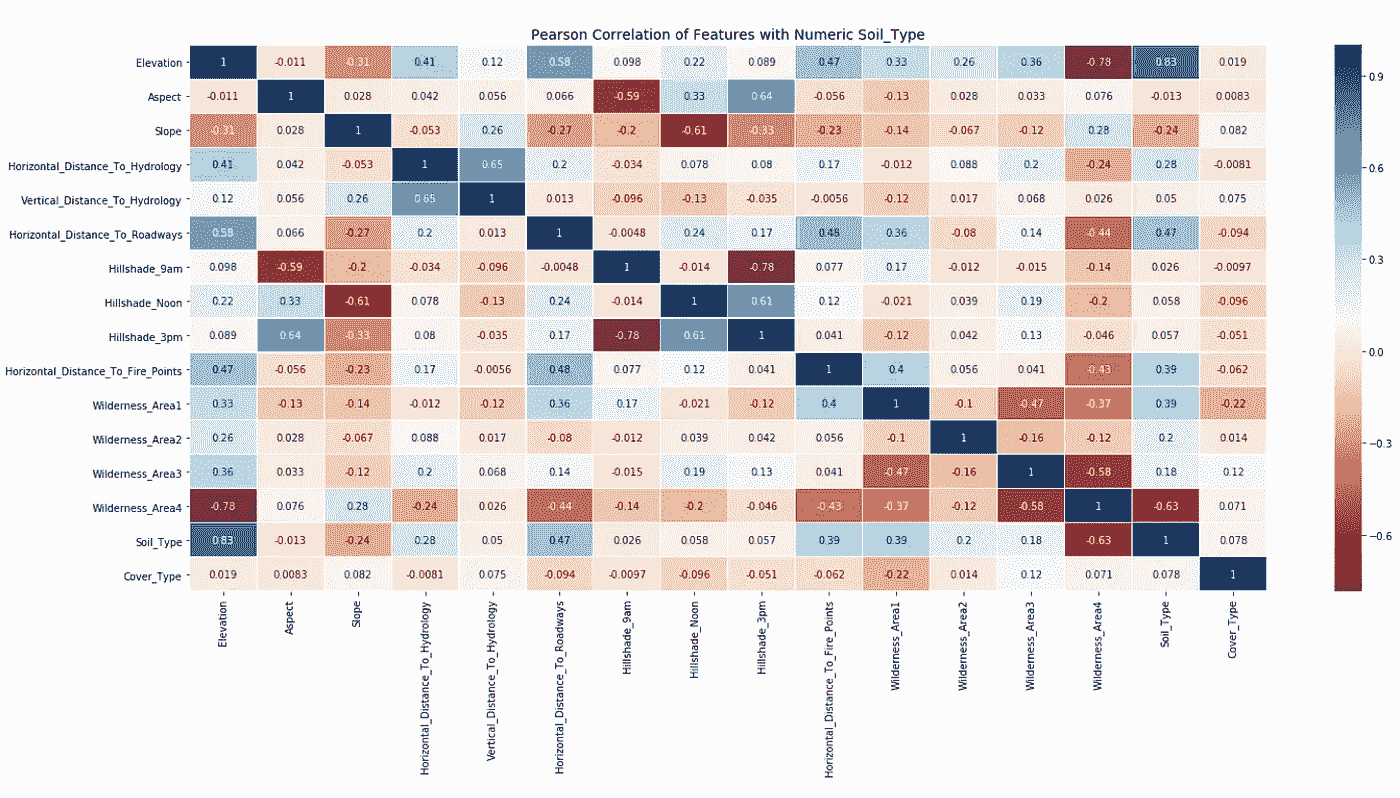 Pearson Correlation of Features with Numeric Soil_Type
Elevation 1 -0.011 -0.31 0.41 0.12 0.58 0.098 0.22 0.089 0.47 0.33 0.26 0.36 -0.78 0.83 0.019
Aspect -0.011 1 0.028 0.042 0.056 0.066 -0.59 0.33 0.64 -0.056 -0.13 0.028 0.033 0.076 -0.013 0.0083
Slope -0.31 0.028 1 -0.053 0.26 -0.27 -0.2 -0.61 -0.33 -0.23 -0.14 -0.067 -0.12 0.28 -0.24 0.082
Horizontal_Distance_To_Hydrology 0.41 0.042 -0.053 1 0.65 0.2 -0.034 0.078 0.08 0.17 -0.012 0.088 0.2 -0.24 0.28 -0.0081
Vertical_Distance_To_Hydrology 0.12 0.056 0.26 0.65 1 0.013 -0.096 -0.13 -0.035 -0.0056 -0.12 0.017 0.068 0.026 0.05 0.075
Horizontal_Distance_To_Roadways 0.58 0.066 -0.27 0.2 0.013 1 -0.0048 0.24 0.17 0.48 0.36 -0.08 0.14 -0.44 0.47 -0.094
Hillshade_9am 0.098 -0.59 -0.2 -0.034 -0.096 -0.0048 1 -0.014 -0.78 0.077 0.17 -0.012 -0.015 -0.14 0.026 -0.0097
Hillshade_Noon 0.22 0.33 -0.61 0.078 -0.13 0.24 -0.014 1 0.61 0.12 -0.021 0.039 0.19 -0.2 0.058 -0.096
Hillshade_3pm 0.089 0.64 -0.33 0.08 -0.035 0.17 -0.78 0.61 1 0.041 -0.12 0.042 0.13 -0.046 0.057 -0.051
Horizontal_Distance_To_Fire_Points 0.47 -0.056 -0.23 0.17 -0.0056 0.48 0.077 0.12 0.041 1 0.4 0.056 0.041 -0.43 0.39 -0.062
Wilderness_Area1 0.33 -0.13 -0.14 -0.012 -0.12 0.36 0.17 -0.021 -0.12 0.4 1 -0.1 -0.47 -0.37 0.39 -0.22
Wilderness_Area2 0.26 0.028 -0.067 0.088 0.017 -0.08 -0.012 0.039 0.042 0.056 -0.1 1 -0.16 -0.12 0.2 0.014
Wilderness_Area3 0.36 0.033 -0.12 0.2 0.068 0.14 -0.015 0.19 0.13 0.041 -0.47 -0.16 1 -0.58 0.18 0.12
Wilderness_Area4 -0.78 0.076 0.28 -0.24 0.026 -0.44 -0.14 -0.2 -0.046 -0.43 -0.37 -0.12 -0.58 1 -0.63 0.071
Soil_Type 0.83 -0.013 -0.24 0.28 0.05 0.47 0.026 0.058 0.057 0.39 0.39 0.2 0.18 -0.63 1 0.078
Cover_Type 0.019 0.0083 0.082 -0.0081 0.075 -0.094 -0.0097 -0.096 -0.051 -0.062 -0.22 0.014 0.12 0.071 0.078 1
Elevation
Aspect
Slope
Horizontal_Distance_To_Hydrology
Vertical_Distance_To_Hydrology
Horizontal_Distance_To_Roadways
Hillshade_9am
Hillshade_Noon
Hillshade_3pm
Horizontal_Distance_To_Fire_Points
Wilderness_Area1
Wilderness_Area2
Wilderness_Area3
Wilderness_Area4
Soil_Type
Cover_Type
0.9
0.6
0.3
0.0
-0.3
-0.6